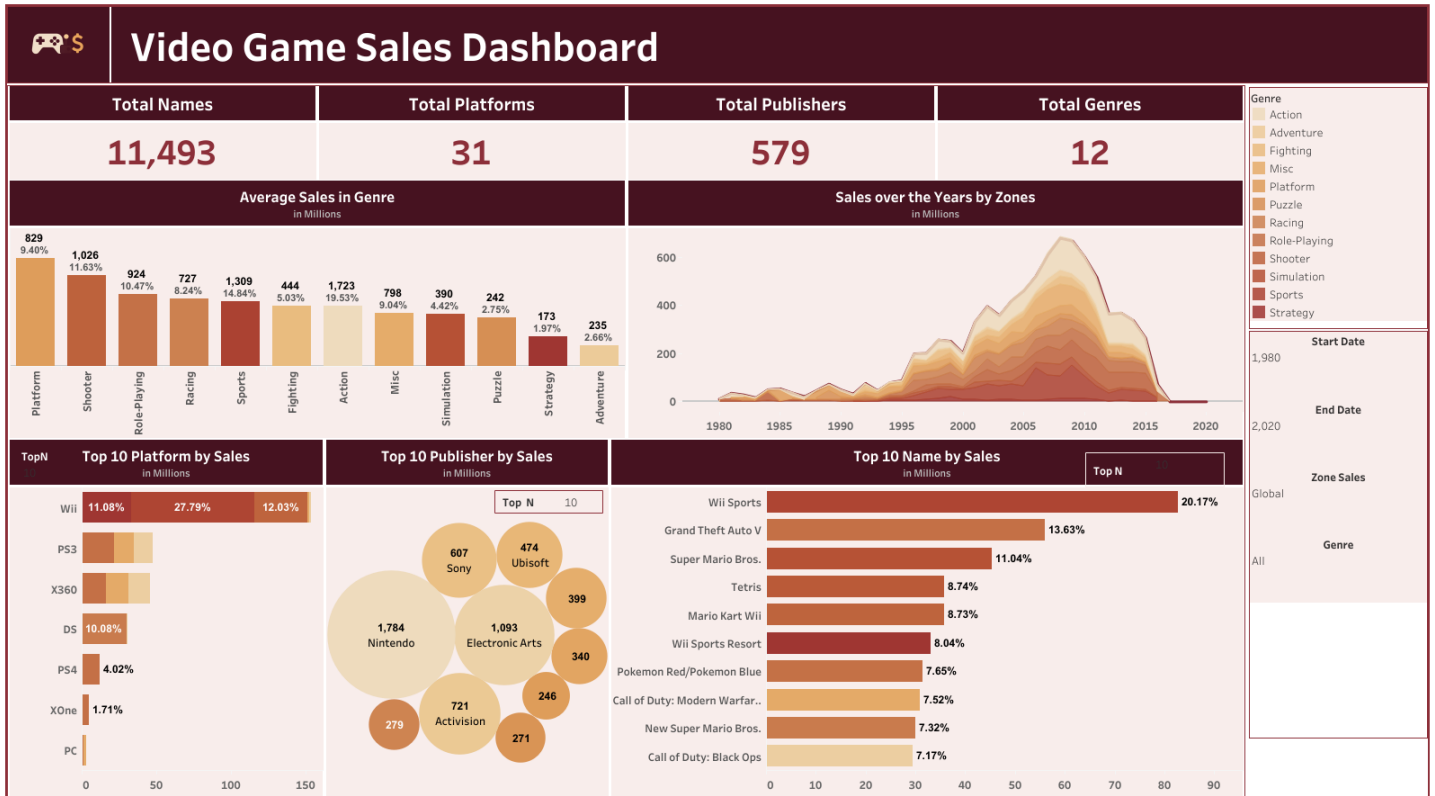 $
Video Game Sales Dashboard
Total Names
Total Platforms
Total Publishers
Total Genres
11,493
31
579
12
Average Sales in Genre
in Millions
829
9.40%
1,026
11.63%
924
10.47%
727
8.24%
1,309
14.84%
444
5.03%
1,723
19.53%
798
9.04%
390
4.42%
242
2.75%
173
1.97%
235
2.66%
Platform
Shooter
Role-Playing
Racing
Sports
Fighting
Action
Misc
Simulation
Puzzle
Strategy
Adventure
Sales over the Years by Zones
in Millions
600
400
200
0
1980
1985
1990
1995
2000
2005
2010
2015
2020
Genre
Action
Adventure
Fighting
Misc
Platform
Puzzle
Racing
Role-Playing
Shooter
Simulation
Sports
Strategy
Start Date
1,980
End Date
2,020
Zone Sales
Global
Genre
All
TopN
10
Top 10 Platform by Sales
in Millions
Wii
11.08%
27.79%
12.03%
PS3
X360
DS
10.08%
PS4
4.02%
XOne
1.71%
PC
0
50
100
150
Top 10 Publisher by Sales
in Millions
Top N
10
607
Sony
474
Ubisoft
399
1,784
Nintendo
1,093
Electronic Arts
340
246
721
Activision
279
271
Top 10 Name by Sales
in Millions
Top N
10
Wii Sports
20.17%
Grand Theft Auto V
13.63%
Super Mario Bros.
11.04%
Tetris
8.74%
Mario Kart Wii
8.73%
Wii Sports Resort
8.04%
Pokemon Red/Pokemon Blue
7.65%
Call of Duty: Modern Warfar..
7.52%
New Super Mario Bros.
7.32%
Call of Duty: Black Ops
7.17%
0
10
20
30
40
50
60
70
80
90